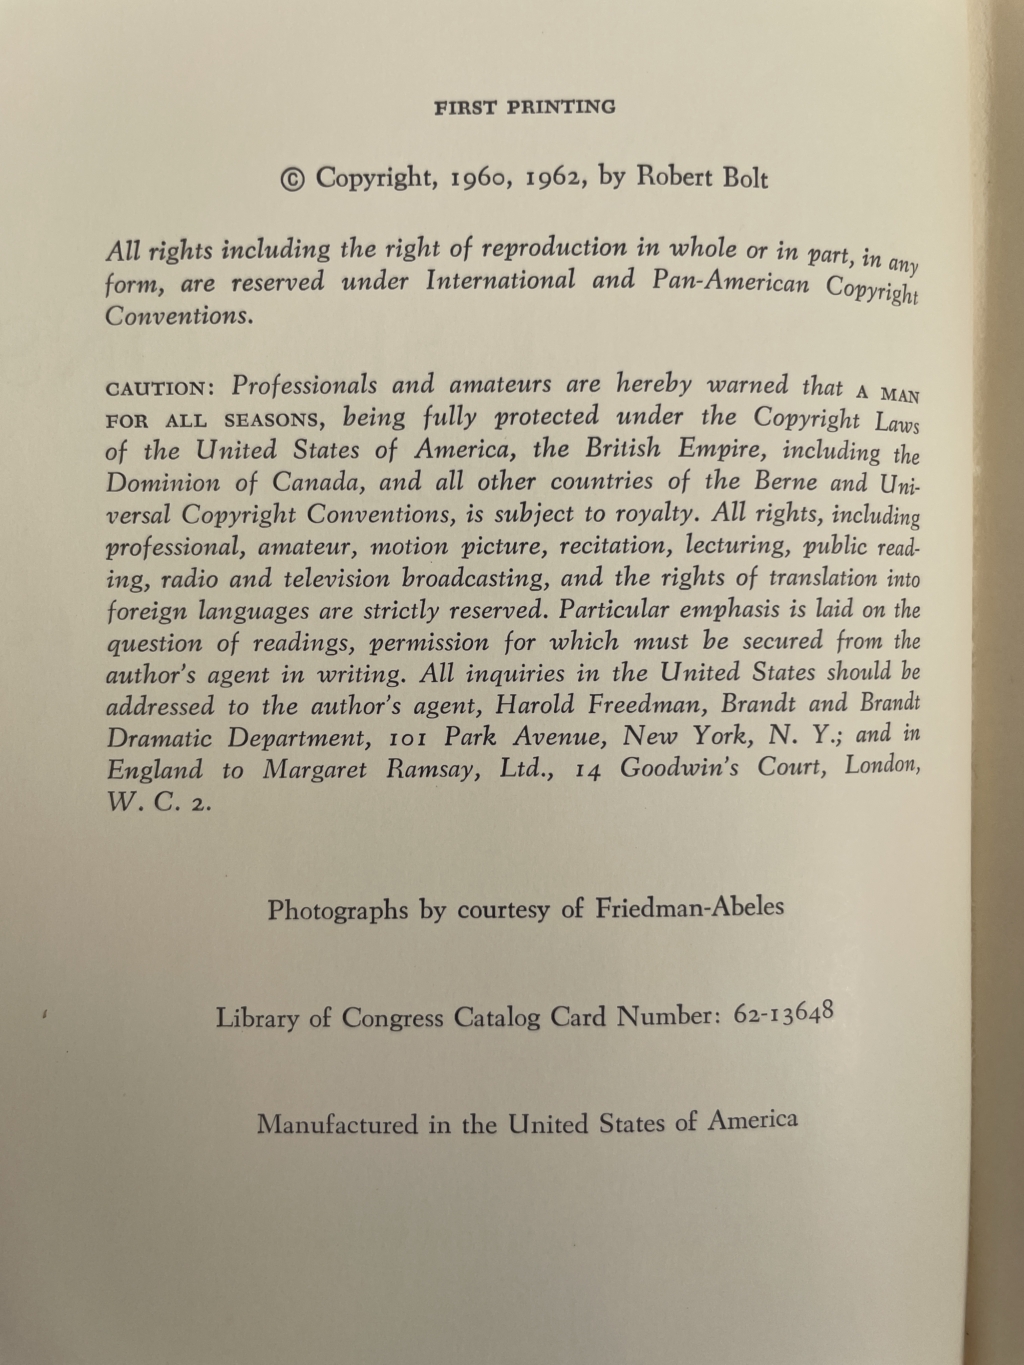 FIRST PRINTING
© Copyright, 1960, 1962, by Robert Bolt
All rights including the right of reproduction in whole or in part, in any
form, are reserved under International and Pan-American Copyright
Conventions.
CAUTION: Professionals and amateurs are hereby warned that A MAN
FOR ALL SEASONS, being fully protected under the Copyright Laws
of the United States of America, the British Empire, including the
Dominion of Canada, and all other countries of the Berne and Uni-
versal Copyright Conventions, is subject to royalty. All rights, including
professional, amateur, motion picture, recitation, lecturing, public read-
ing, radio and television broadcasting, and the rights of translation into
foreign languages are strictly reserved. Particular emphasis is laid on the
question of readings, permission for which must be secured from the
author's agent in writing. All inquiries in the United States should be
addressed to the author's agent, Harold Freedman, Brandt and Brandt
Dramatic Department, 101 Park Avenue, New York, N. Y.; and in
England to Margaret Ramsay, Ltd., 14 Goodwin's Court, London,
W. C. 2.
Photographs by courtesy of Friedman-Abeles
Library of Congress Catalog Card Number: 62-13648
Manufactured in the United States of America